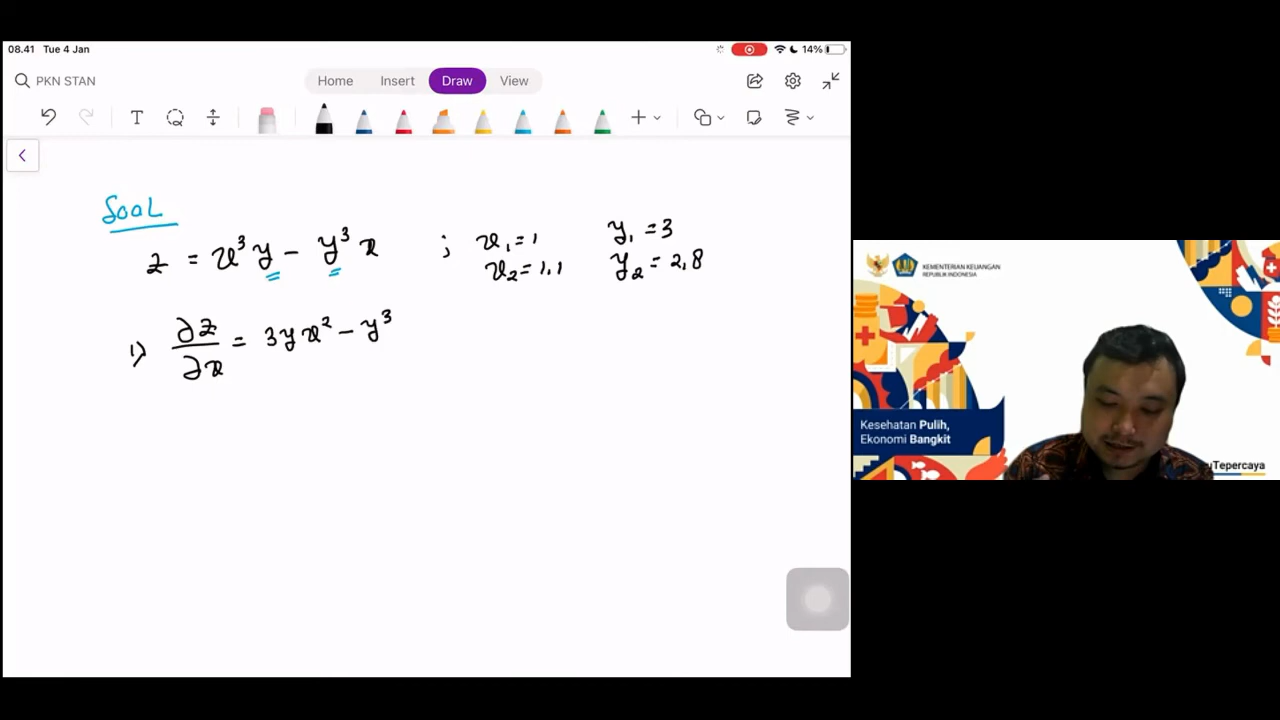 08.41 Tue 4 Jan
14%
PKN STAN
Home Insert Draw View
SOAL
z = x³y − y³x ; x₁ = 1 y₁ = 3
x₂ = 1,1 y₂ = 2,8
1) ∂z/∂x = 3yx² − y³
KEMENTERIAN KEUANGAN
REPUBLIK INDONESIA
Kesehatan Pulih,
Ekonomi Bangkit
uTepercaya